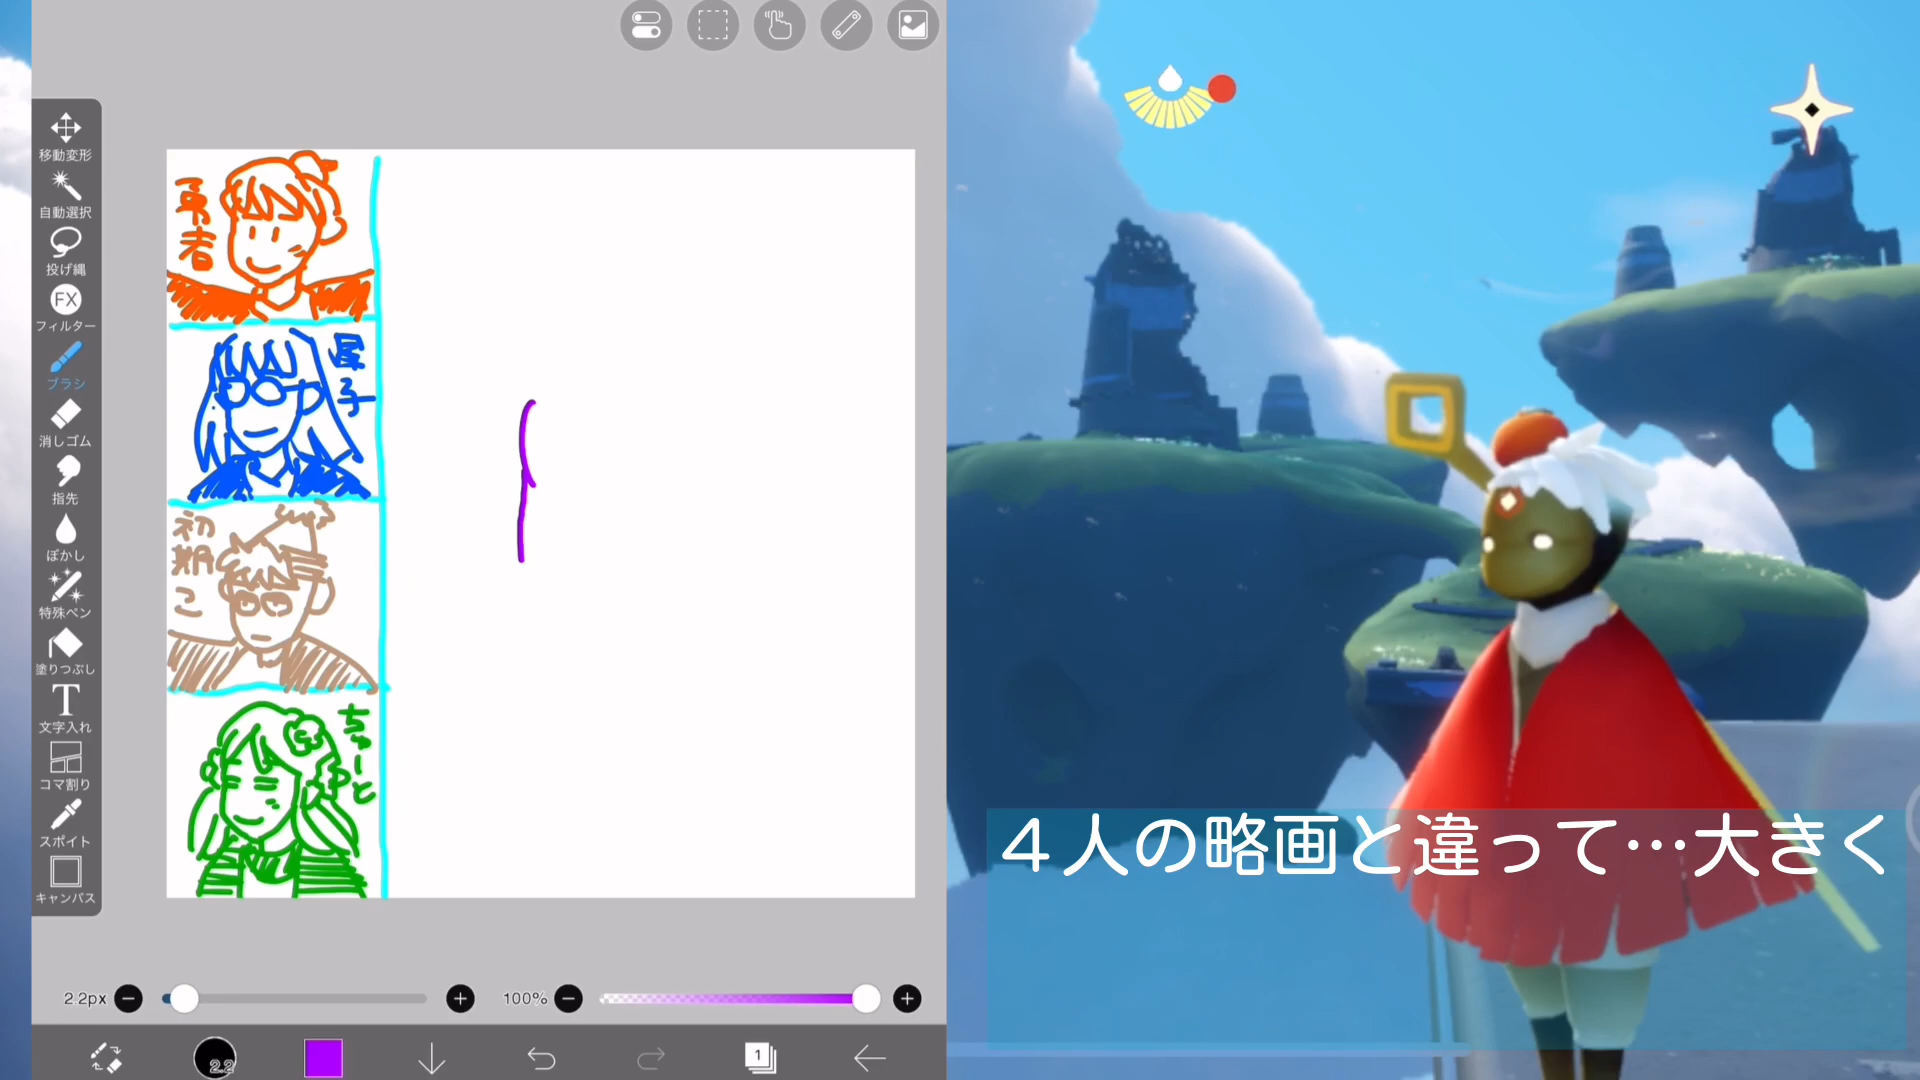 移動変形
自動選択
投げ縄
FX
フィルター
ブラシ
消しゴム
指先
ぼかし
特殊ペン
塗りつぶし
T
文字入れ
コマ割り
スポイト
キャンバス
勇者
星子
初期こ
ちゅーと
2.2px
100%
2.2
1
４人の略画と違って…大きく